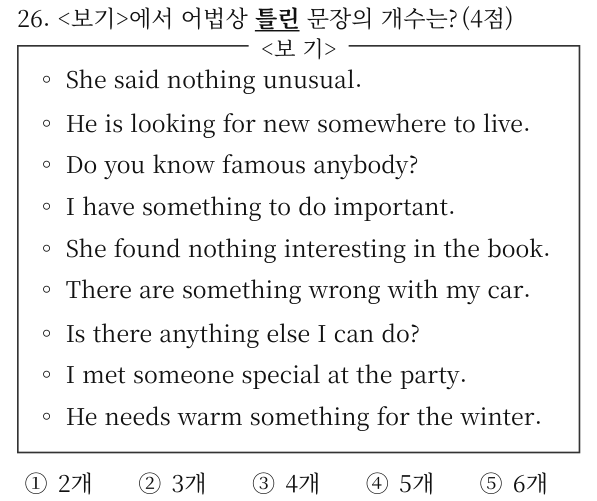 26. <보기>에서 어법상 틀린 문장의 개수는? (4점)
<보 기>
◦ She said nothing unusual.
◦ He is looking for new somewhere to live.
◦ Do you know famous anybody?
◦ I have something to do important.
◦ She found nothing interesting in the book.
◦ There are something wrong with my car.
◦ Is there anything else I can do?
◦ I met someone special at the party.
◦ He needs warm something for the winter.
① 2개 ② 3개 ③ 4개 ④ 5개 ⑤ 6개